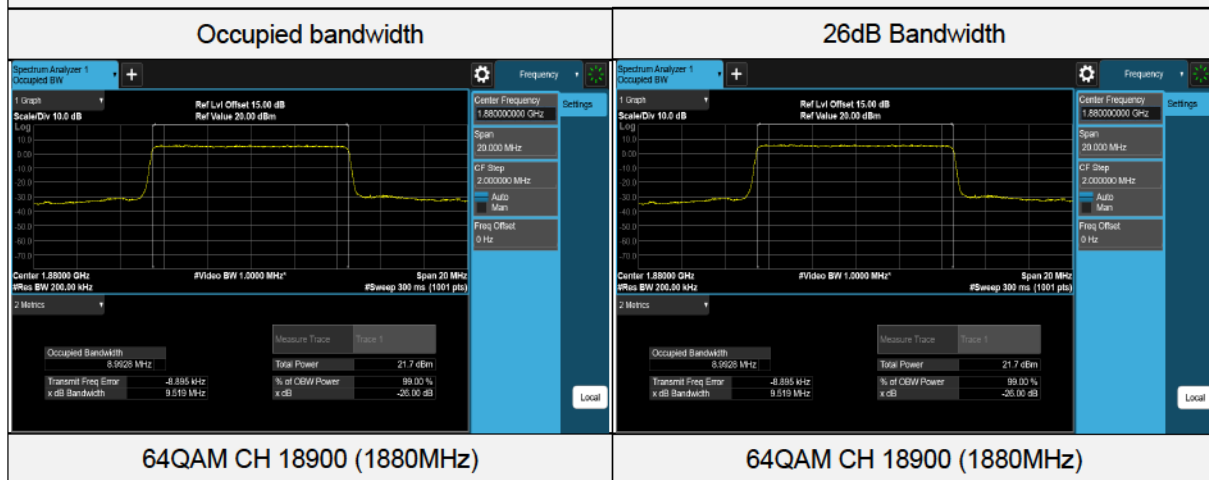 Occupied bandwidth
26dB Bandwidth
Spectrum Analyzer 1
Occupied BW
+
Frequency
1 Graph
Scale/Div 10.0 dB
Ref Lvl Offset 15.00 dB
Ref Value 20.00 dBm
Log
10.0
0.00
-10.0
-20.0
-30.0
-40.0
-50.0
-60.0
-70.0
Center 1.88000 GHz
#Res BW 200.00 kHz
#Video BW 1.0000 MHz*
Span 20 MHz
#Sweep 300 ms (1001 pts)
Center Frequency
1.880000000 GHz
Settings
Span
20.000 MHz
CF Step
2.000000 MHz
Auto
Man
Freq Offset
0 Hz
2 Metrics
Measure Trace Trace 1
Occupied Bandwidth
8.9928 MHz
Total Power 21.7 dBm
Transmit Freq Error -8.895 kHz
% of OBW Power 99.00 %
x dB Bandwidth 9.519 MHz
x dB -26.00 dB
Local
Spectrum Analyzer 1
Occupied BW
+
Frequency
1 Graph
Scale/Div 10.0 dB
Ref Lvl Offset 15.00 dB
Ref Value 20.00 dBm
Log
10.0
0.00
-10.0
-20.0
-30.0
-40.0
-50.0
-60.0
-70.0
Center 1.88000 GHz
#Res BW 200.00 kHz
#Video BW 1.0000 MHz*
Span 20 MHz
#Sweep 300 ms (1001 pts)
Center Frequency
1.880000000 GHz
Settings
Span
20.000 MHz
CF Step
2.000000 MHz
Auto
Man
Freq Offset
0 Hz
2 Metrics
Measure Trace Trace 1
Occupied Bandwidth
8.9928 MHz
Total Power 21.7 dBm
Transmit Freq Error -8.895 kHz
% of OBW Power 99.00 %
x dB Bandwidth 9.519 MHz
x dB -26.00 dB
Local
64QAM CH 18900 (1880MHz)
64QAM CH 18900 (1880MHz)